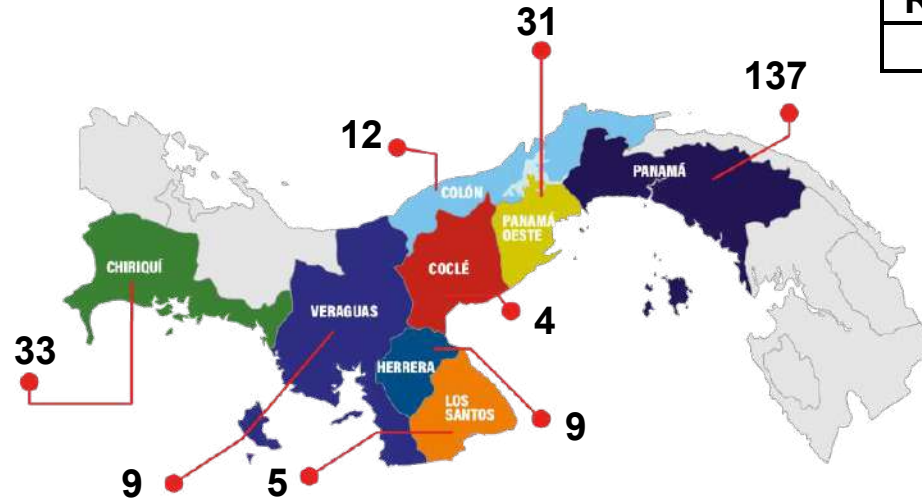 31
137
12
PANAMÁ
COLÓN
PANAMÁ
OESTE
CHIRIQUÍ
COCLÉ
VERAGUAS
4
33
HERRERA
LOS
SANTOS
9
9
5